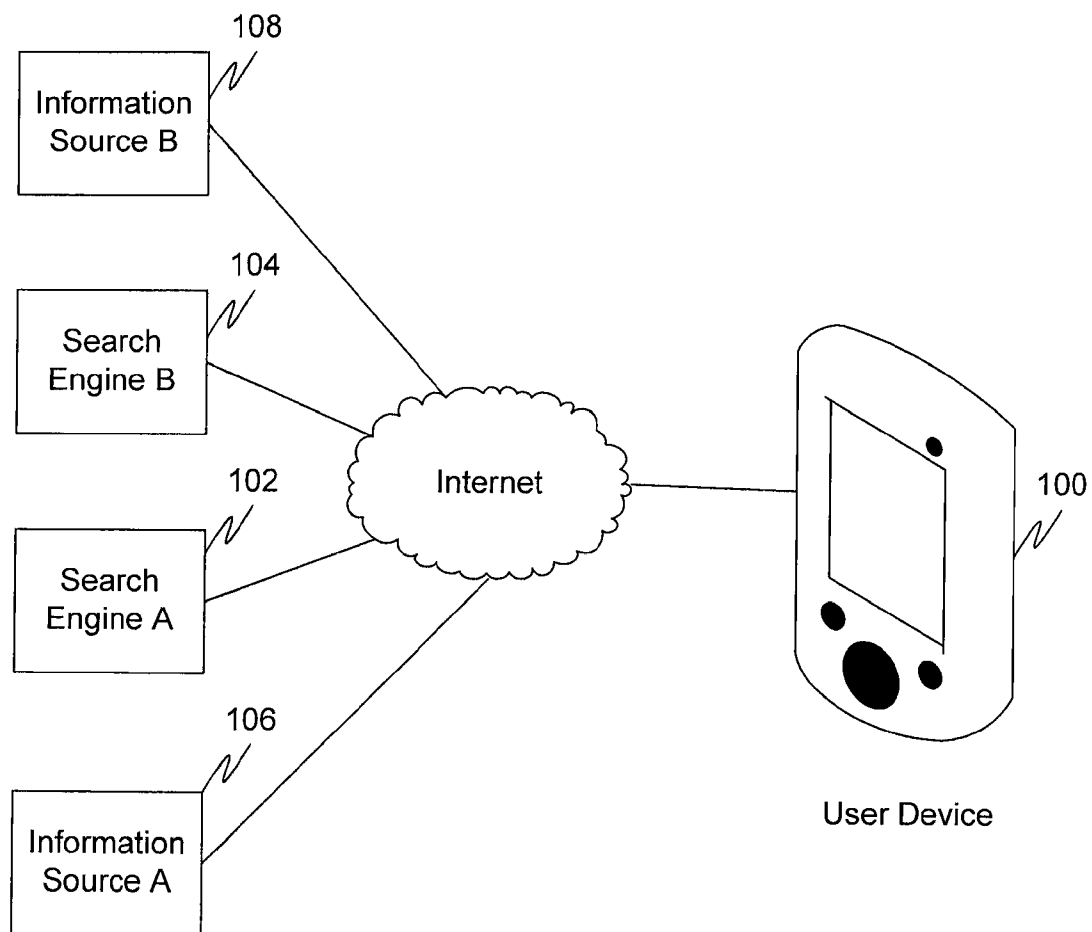 108
Information
Source B
104
Search
Engine B
Internet
102
100
Search
Engine A
106
User Device
Information
Source A